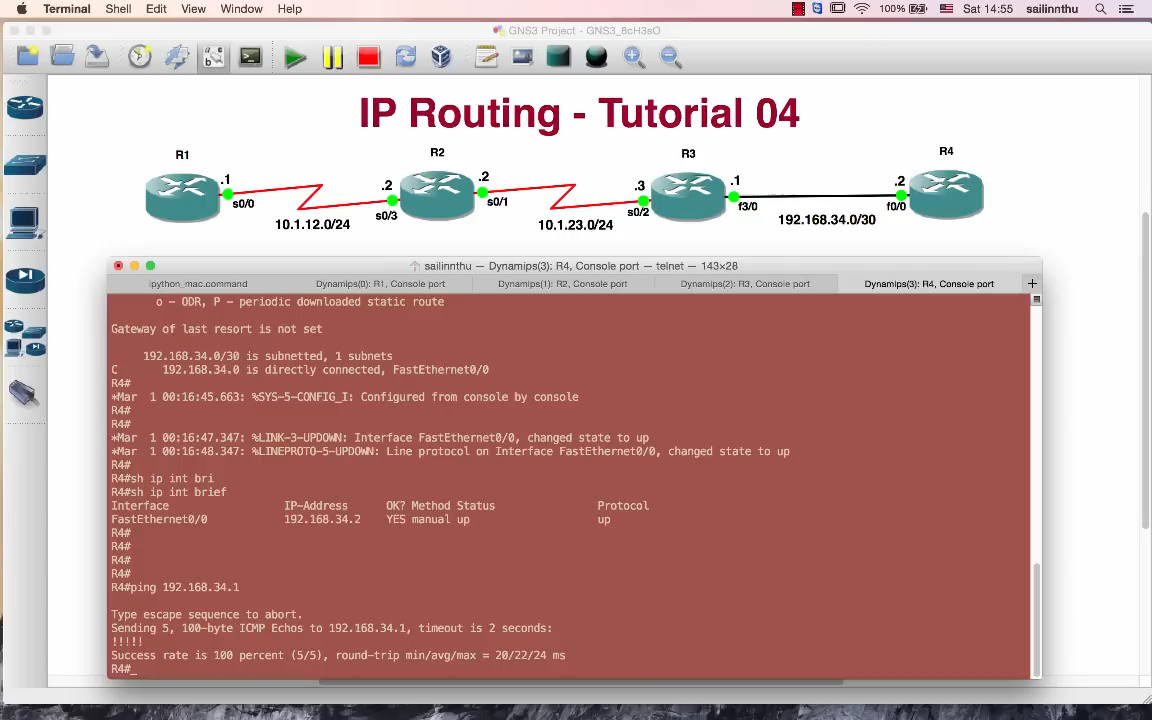 Terminal Shell Edit View Window Help 100% Sat 14:55 sailinnthu
GNS3 Project - GNS3_8cH3sO
IP Routing - Tutorial 04
R1 R2 R3 R4
.1 .2 .2 .3 .1 .2
s0/0 s0/3 s0/1 s0/2 f3/0 f0/0
10.1.12.0/24 10.1.23.0/24 192.168.34.0/30
sailinnthu — Dynamips(3): R4, Console port — telnet — 143×28
ipython_mac.command Dynamips(0): R1, Console port Dynamips(1): R2, Console port Dynamips(2): R3, Console port Dynamips(3): R4, Console port
o - ODR, P - periodic downloaded static route
Gateway of last resort is not set
192.168.34.0/30 is subnetted, 1 subnets
C 192.168.34.0 is directly connected, FastEthernet0/0
R4#
*Mar 1 00:16:45.663: %SYS-5-CONFIG_I: Configured from console by console
R4#
R4#
*Mar 1 00:16:47.347: %LINK-3-UPDOWN: Interface FastEthernet0/0, changed state to up
*Mar 1 00:16:48.347: %LINEPROTO-5-UPDOWN: Line protocol on Interface FastEthernet0/0, changed state to up
R4#
R4#sh ip int bri
R4#sh ip int brief
Interface IP-Address OK? Method Status Protocol
FastEthernet0/0 192.168.34.2 YES manual up up
R4#
R4#
R4#
R4#
R4#ping 192.168.34.1
Type escape sequence to abort.
Sending 5, 100-byte ICMP Echos to 192.168.34.1, timeout is 2 seconds:
!!!!!
Success rate is 100 percent (5/5), round-trip min/avg/max = 20/22/24 ms
R4#_